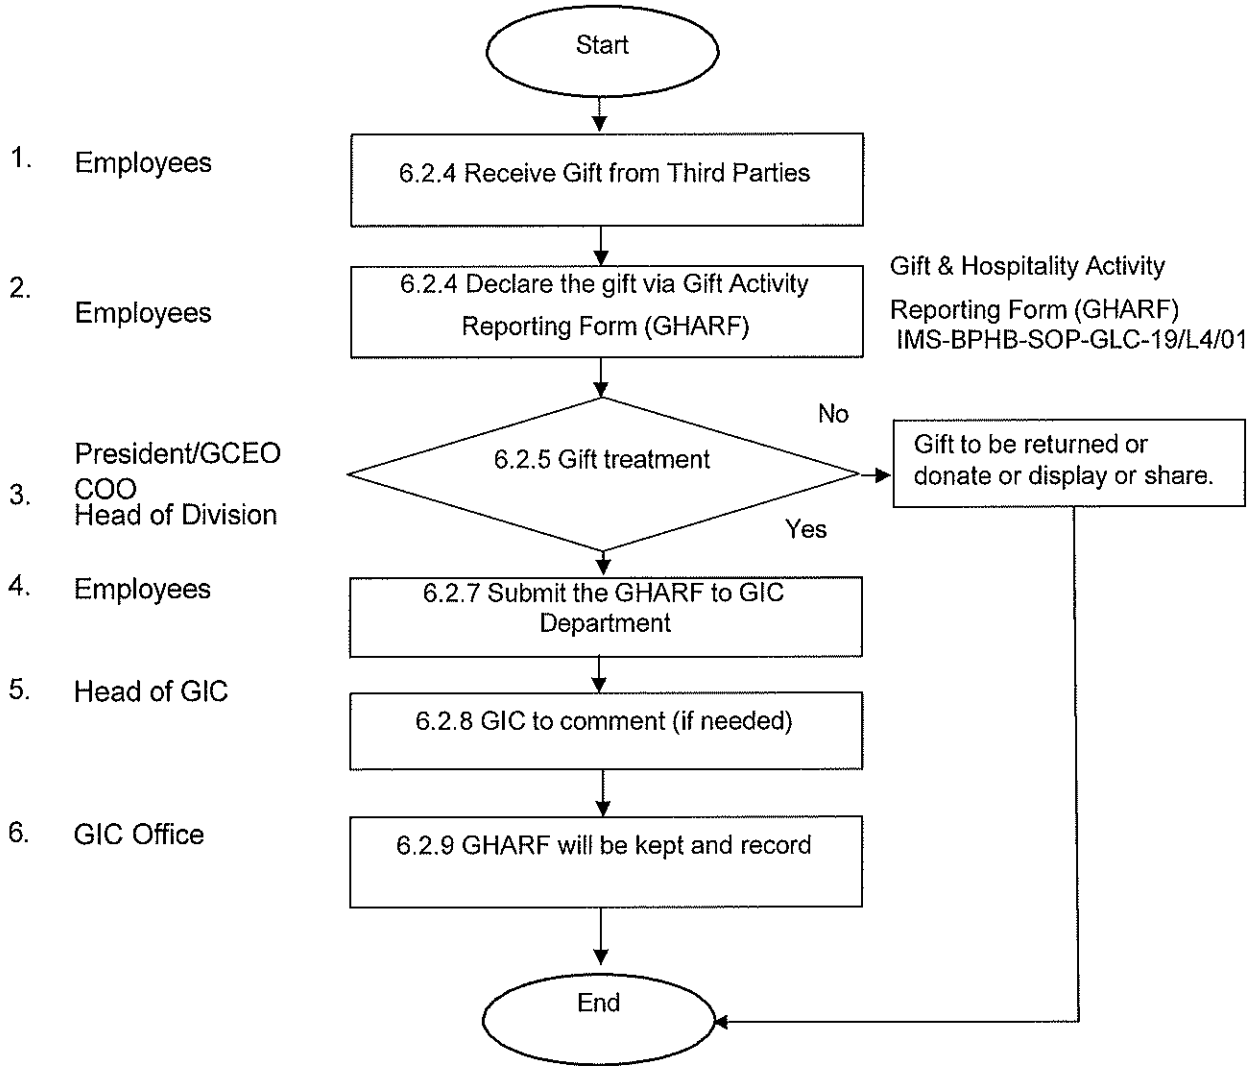 Start
1. Employees
6.2.4 Receive Gift from Third Parties
2. Employees
6.2.4 Declare the gift via Gift Activity
Reporting Form (GHARF)
Gift & Hospitality Activity
Reporting Form (GHARF)
IMS-BPHB-SOP-GLC-19/L4/01
3. President/GCEO
COO
Head of Division
6.2.5 Gift treatment
No
Gift to be returned or
donate or display or share.
Yes
4. Employees
6.2.7 Submit the GHARF to GIC
Department
5. Head of GIC
6.2.8 GIC to comment (if needed)
6. GIC Office
6.2.9 GHARF will be kept and record
End